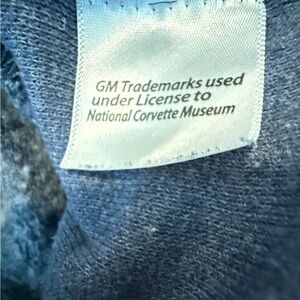 GM Trademarks used
under License to
National Corvette Museum